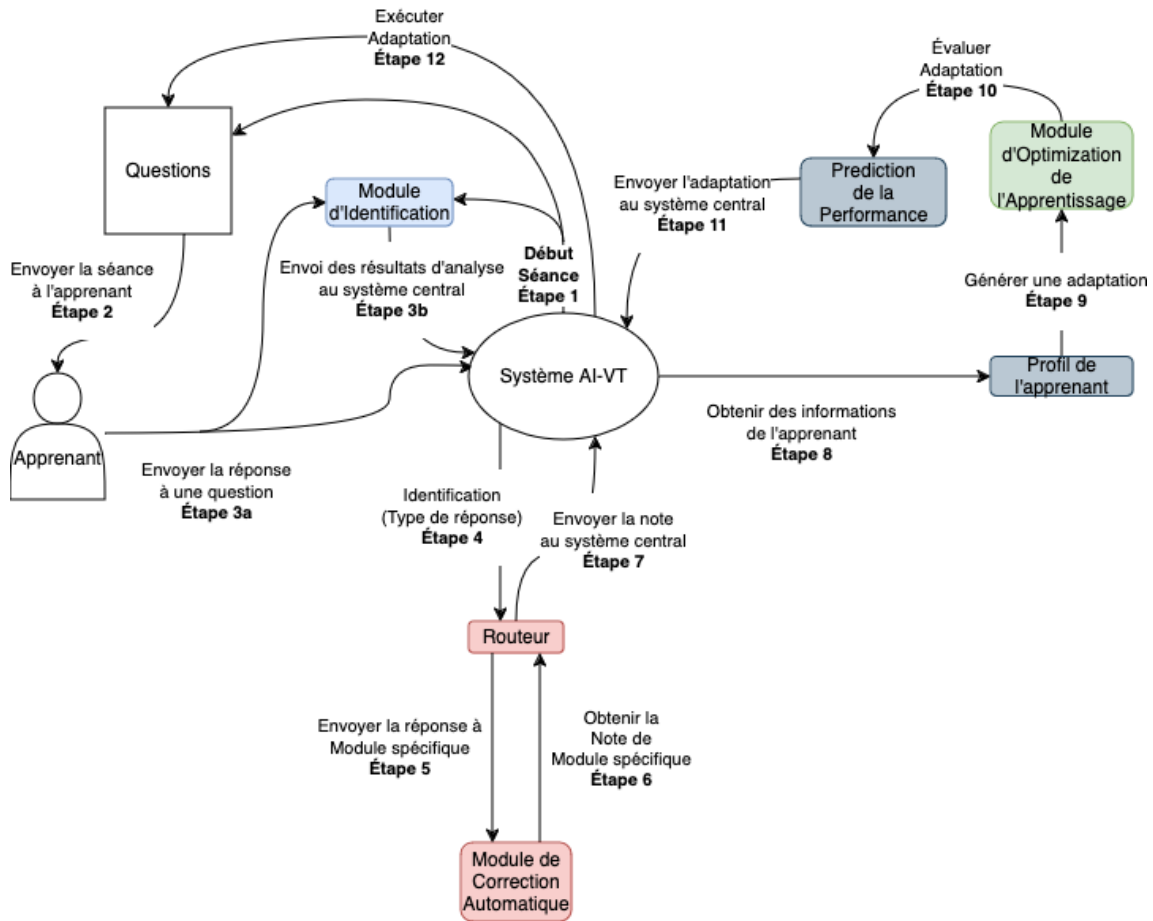 Exécuter
Adaptation
Étape 12
Évaluer
Adaptation
Étape 10
Questions
Module
d'Identification
Module
d'Optimization
de
l'Apprentissage
Prediction
de la
Performance
Envoyer l'adaptation
au système central
Étape 11
Envoyer la séance
à l'apprenant
Étape 2
Envoi des résultats d'analyse
au système central
Étape 3b
Début
Séance
Étape 1
Générer une adaptation
Étape 9
Système AI-VT
Profil de
l'apprenant
Obtenir des informations
de l'apprenant
Étape 8
Apprenant
Envoyer la réponse
à une question
Étape 3a
Identification
(Type de réponse)
Étape 4
Envoyer la note
au système central
Étape 7
Routeur
Envoyer la réponse à
Module spécifique
Étape 5
Obtenir la
Note de
Module spécifique
Étape 6
Module de
Correction
Automatique